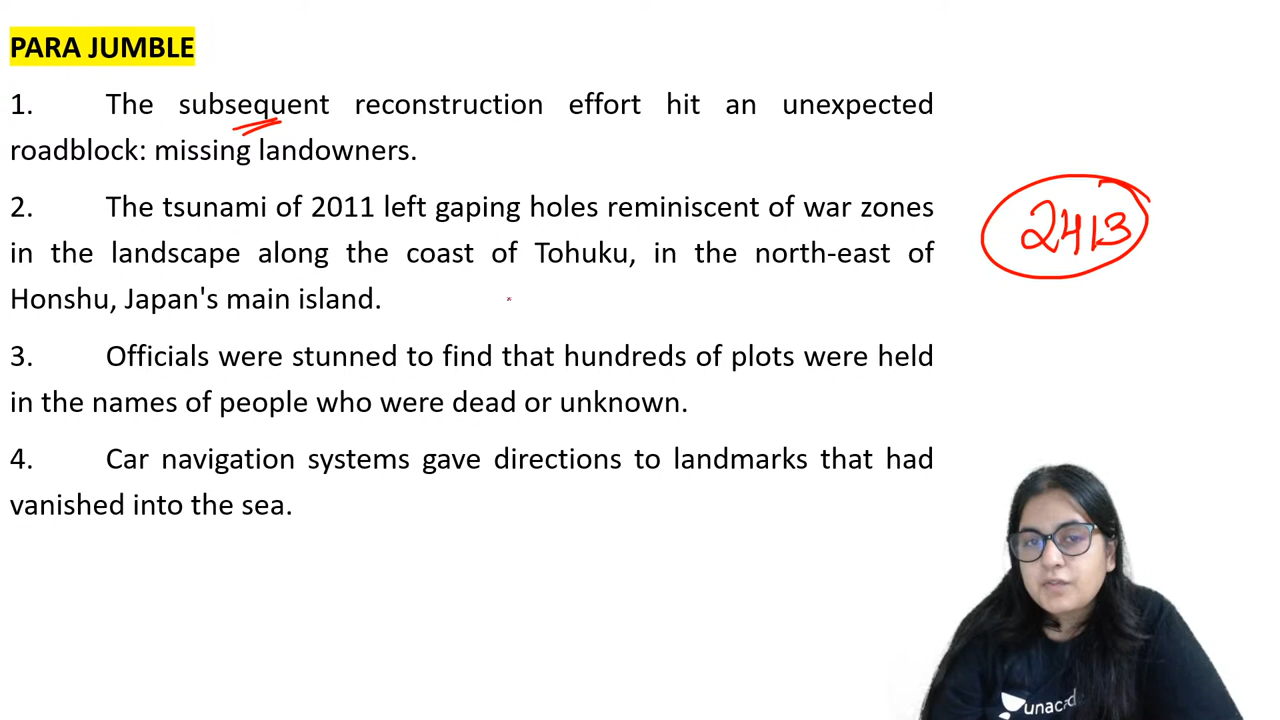 PARA JUMBLE
1. The subsequent reconstruction effort hit an unexpected
roadblock: missing landowners.
2. The tsunami of 2011 left gaping holes reminiscent of war zones
in the landscape along the coast of Tohuku, in the north-east of
Honshu, Japan's main island.
3. Officials were stunned to find that hundreds of plots were held
in the names of people who were dead or unknown.
4. Car navigation systems gave directions to landmarks that had
vanished into the sea.
2413